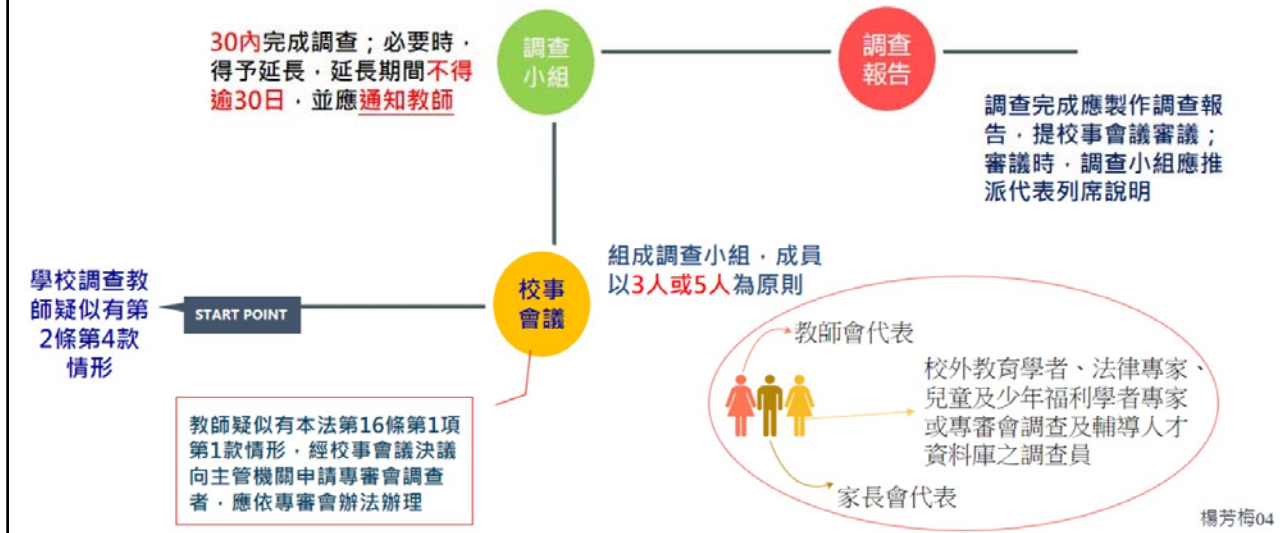 30內完成調查；必要時，
得予延長，延長期間不得
逾30日，並應通知教師
調查
小組
調查
報告
調查完成應製作調查報
告，提校事會議審議；
審議時，調查小組應推
派代表列席說明
學校調查教
師疑似有第
2條第4款
情形
START POINT
校事
會議
組成調查小組，成員
以3人或5人為原則
教師疑似有本法第16條第1項
第1款情形，經校事會議決議
向主管機關申請專審會調查
者，應依專審會辦法辦理
教師會代表
校外教育學者、法律專家、
兒童及少年福利學者專家
或專審會調查及輔導人才
資料庫之調查員
家長會代表
楊芳梅04